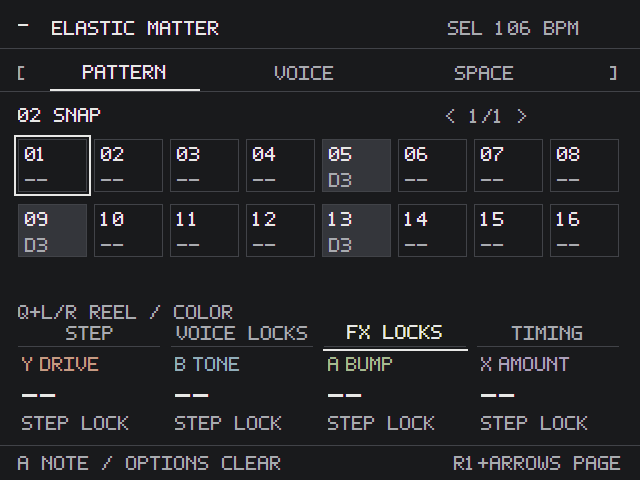 - ELASTIC MATTER SEL 106 BPM
[ PATTERN VOICE SPACE ]
02 SNAP < 1/1 >
01 02 03 04 05 06 07 08
-- -- -- -- D3 -- -- --
09 10 11 12 13 14 15 16
D3 -- -- -- D3 -- -- --
Q+L/R REEL / COLOR
STEP VOICE LOCKS FX LOCKS TIMING
Y DRIVE B TONE A BUMP X AMOUNT
-- -- -- --
STEP LOCK STEP LOCK STEP LOCK STEP LOCK
A NOTE / OPTIONS CLEAR R1+ARROWS PAGE